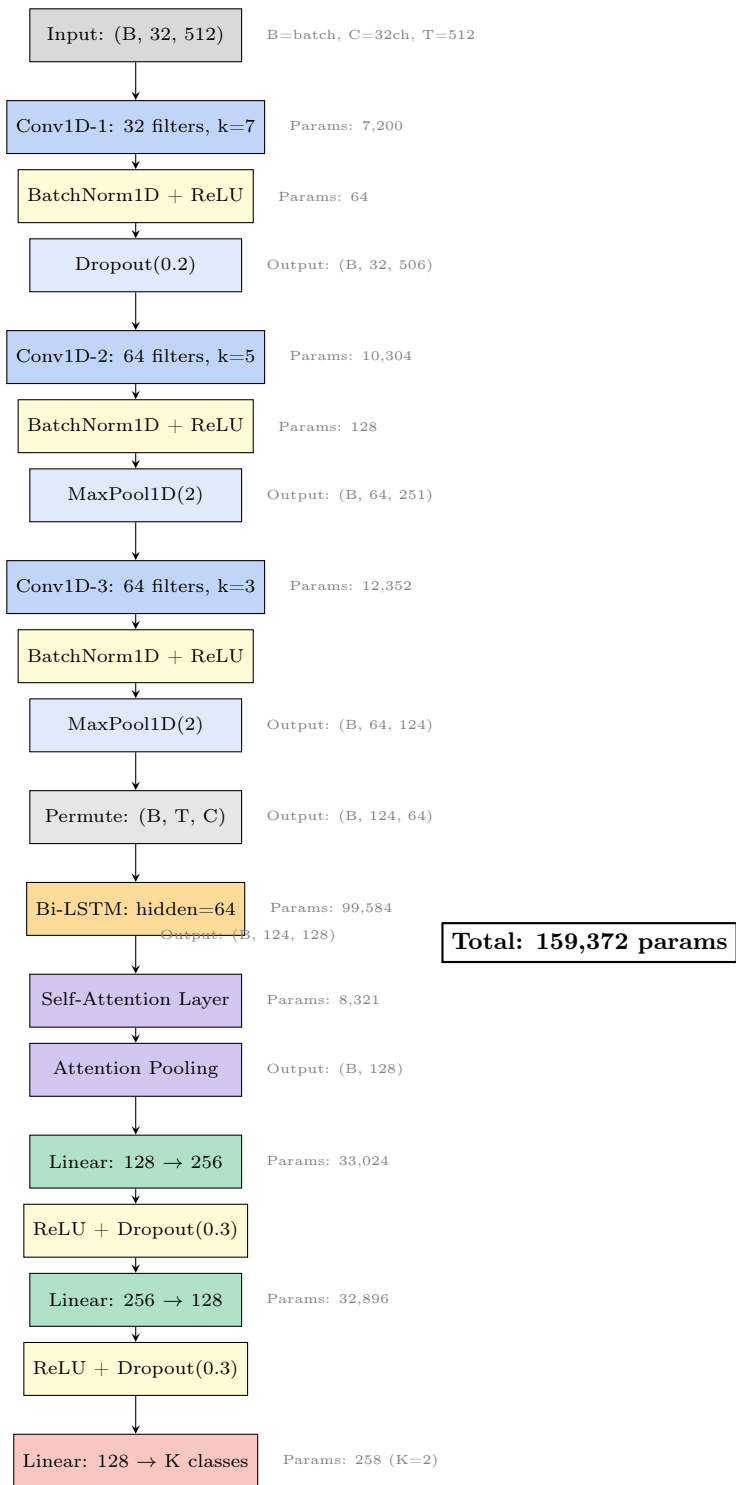 Input: (B, 32, 512)
B=batch, C=32ch, T=512
Conv1D-1: 32 filters, k=7
Params: 7,200
BatchNorm1D + ReLU
Params: 64
Dropout(0.2)
Output: (B, 32, 506)
Conv1D-2: 64 filters, k=5
Params: 10,304
BatchNorm1D + ReLU
Params: 128
MaxPool1D(2)
Output: (B, 64, 251)
Conv1D-3: 64 filters, k=3
Params: 12,352
BatchNorm1D + ReLU
MaxPool1D(2)
Output: (B, 64, 124)
Permute: (B, T, C)
Output: (B, 124, 64)
Bi-LSTM: hidden=64
Params: 99,584
Output: (B, 124, 128)
Total: 159,372 params
Self-Attention Layer
Params: 8,321
Attention Pooling
Output: (B, 128)
Linear: 128 → 256
Params: 33,024
ReLU + Dropout(0.3)
Linear: 256 → 128
Params: 32,896
ReLU + Dropout(0.3)
Linear: 128 → K classes
Params: 258 (K=2)